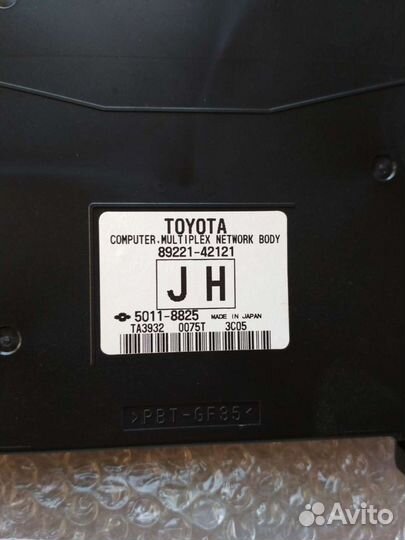 TOYOTA
COMPUTER.MULTIPLEX NETWORK BODY
89221-42121
J H
5011-8825 MADE IN JAPAN
TA3932 0075T 3C05
>PBT-GF35<
Avito